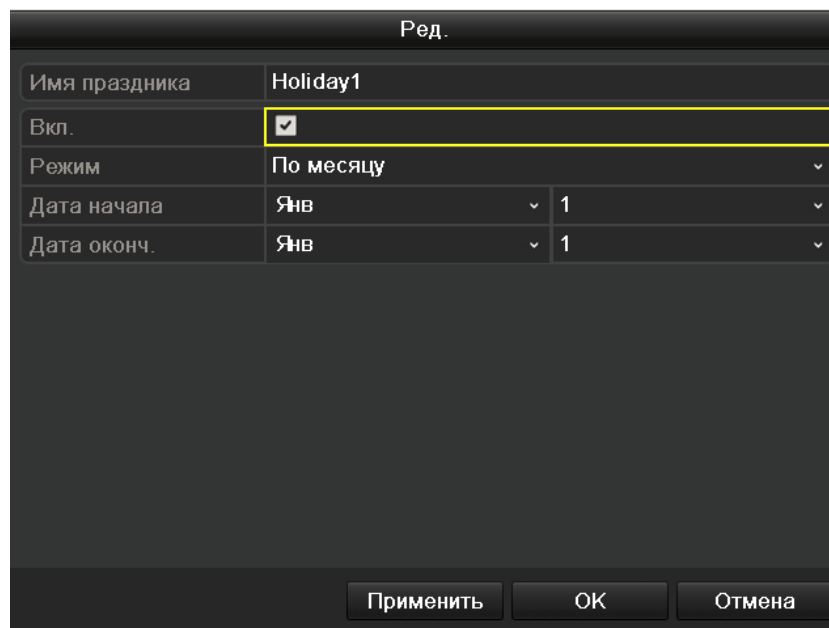 Ред.
Имя праздника Holiday1
Вкл.
Режим По месяцу
Дата начала Янв 1
Дата оконч. Янв 1
Применить OK Отмена